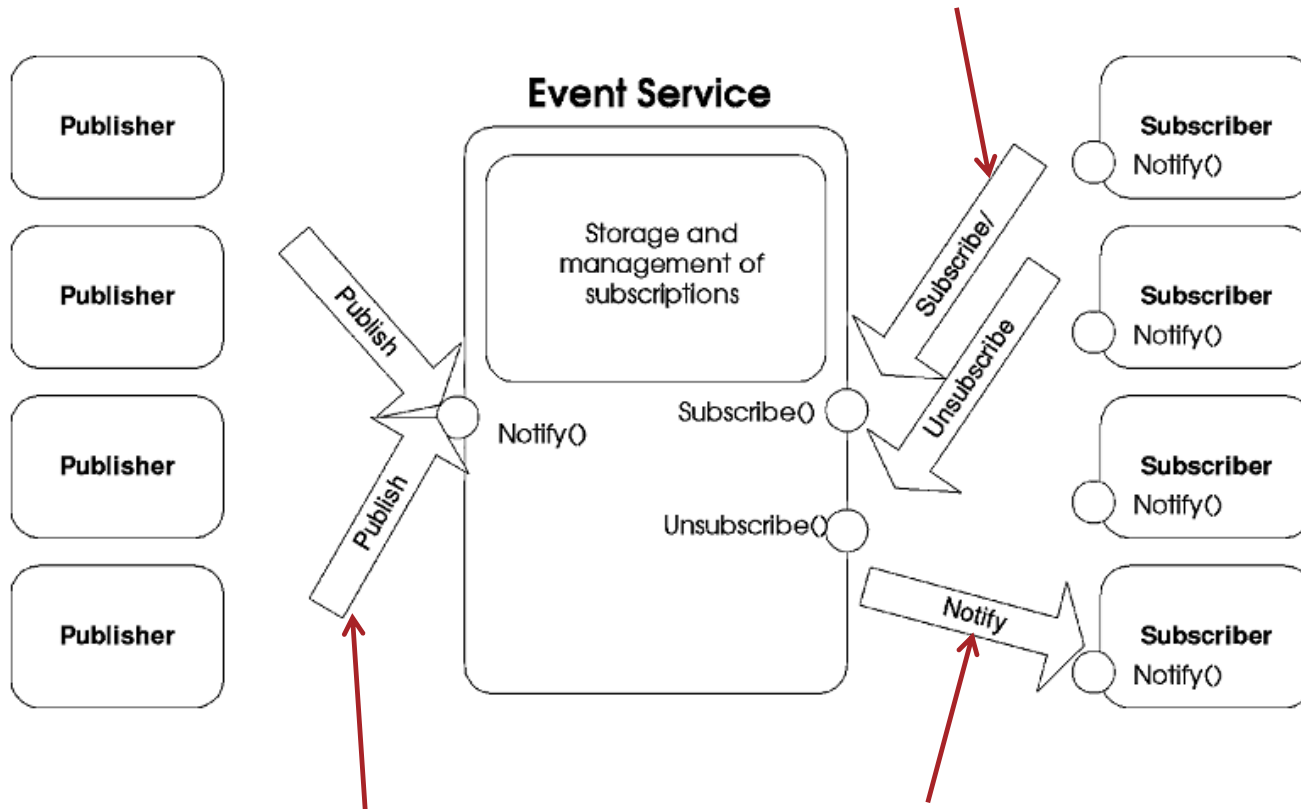 Event Service
Publisher
Publisher
Publisher
Publisher
Publish
Publish
Storage and
management of
subscriptions
Notify()
Subscribe()
Unsubscribe()
Subscribe/
Unsubscribe
Notify
Subscriber
Notify()
Subscriber
Notify()
Subscriber
Notify()
Subscriber
Notify()